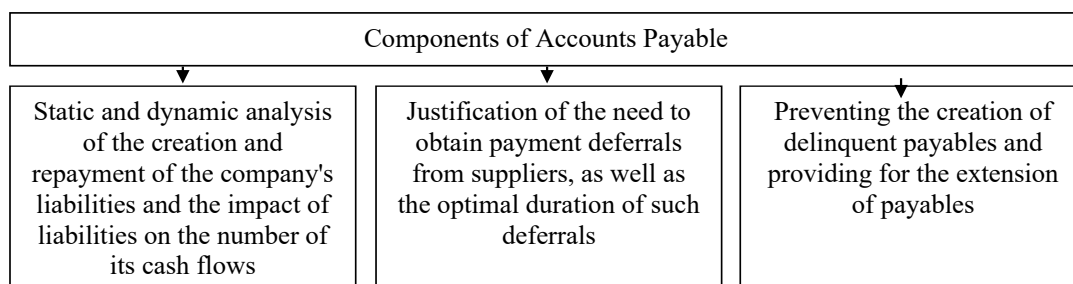 Components of Accounts Payable
Static and dynamic analysis
of the creation and
repayment of the company's
liabilities and the impact of
liabilities on the number of
its cash flows
Justification of the need to
obtain payment deferrals
from suppliers, as well as
the optimal duration of such
deferrals
Preventing the creation of
delinquent payables and
providing for the extension
of payables